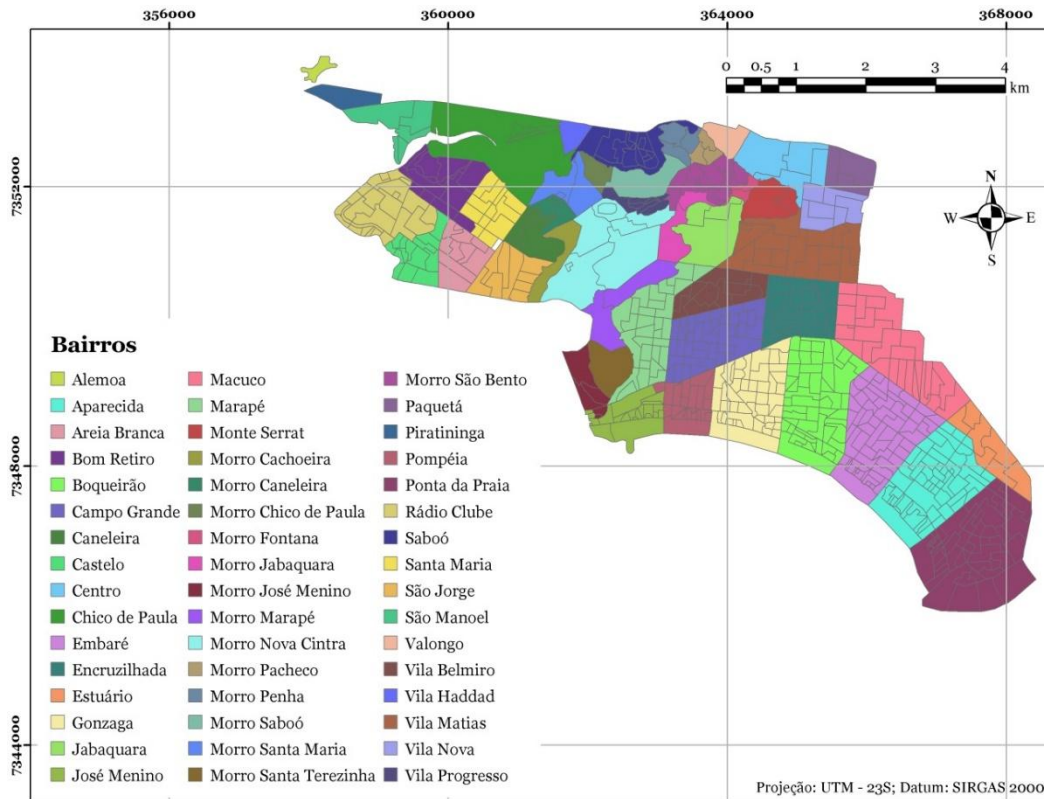 356000 360000 364000 368000
0 0.5 1 2 3 4
km
7352000
N
W E
S
Bairros
Alemoa Macuco Morro São Bento
Aparecida Marapé Paquetá
Areia Branca Monte Serrat Piratininga
Bom Retiro Morro Cachoeira Pompéia
Boqueirão Morro Caneleira Ponta da Praia
Campo Grande Morro Chico de Paula Rádio Clube
Caneleira Morro Fontana Saboó
Castelo Morro Jabaquara Santa Maria
Centro Morro José Menino São Jorge
Chico de Paula Morro Marapé São Manoel
Embaré Morro Nova Cintra Valongo
Encruzilhada Morro Pacheco Vila Belmiro
Estuário Morro Penha Vila Haddad
Gonzaga Morro Saboó Vila Matias
Jabaquara Morro Santa Maria Vila Nova
José Menino Morro Santa Terezinha Vila Progresso
7348000
7344000
Projeção: UTM - 23S; Datum: SIRGAS 2000